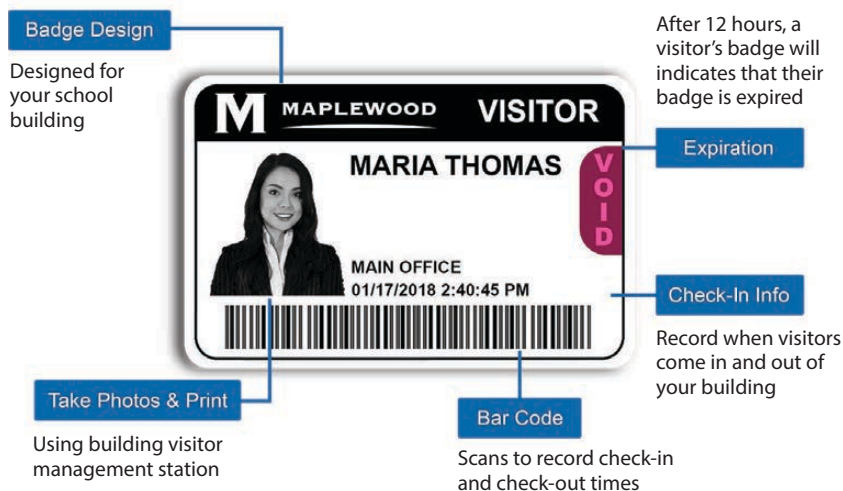 Badge Design
Designed for
your school
building
After 12 hours, a
visitor's badge will
indicates that their
badge is expired
Expiration
M MAPLEWOOD VISITOR
MARIA THOMAS
VOID
MAIN OFFICE
01/17/2018 2:40:45 PM
Check-In Info
Record when visitors
come in and out of
your building
Take Photos & Print
Using building visitor
management station
Bar Code
Scans to record check-in
and check-out times